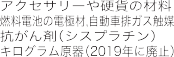 アクセサリーや硬貨の材料
燃料電池の電極材,自動車排ガス触媒
抗がん剤(シスプラチン)
キログラム原器(2019年に廃止)